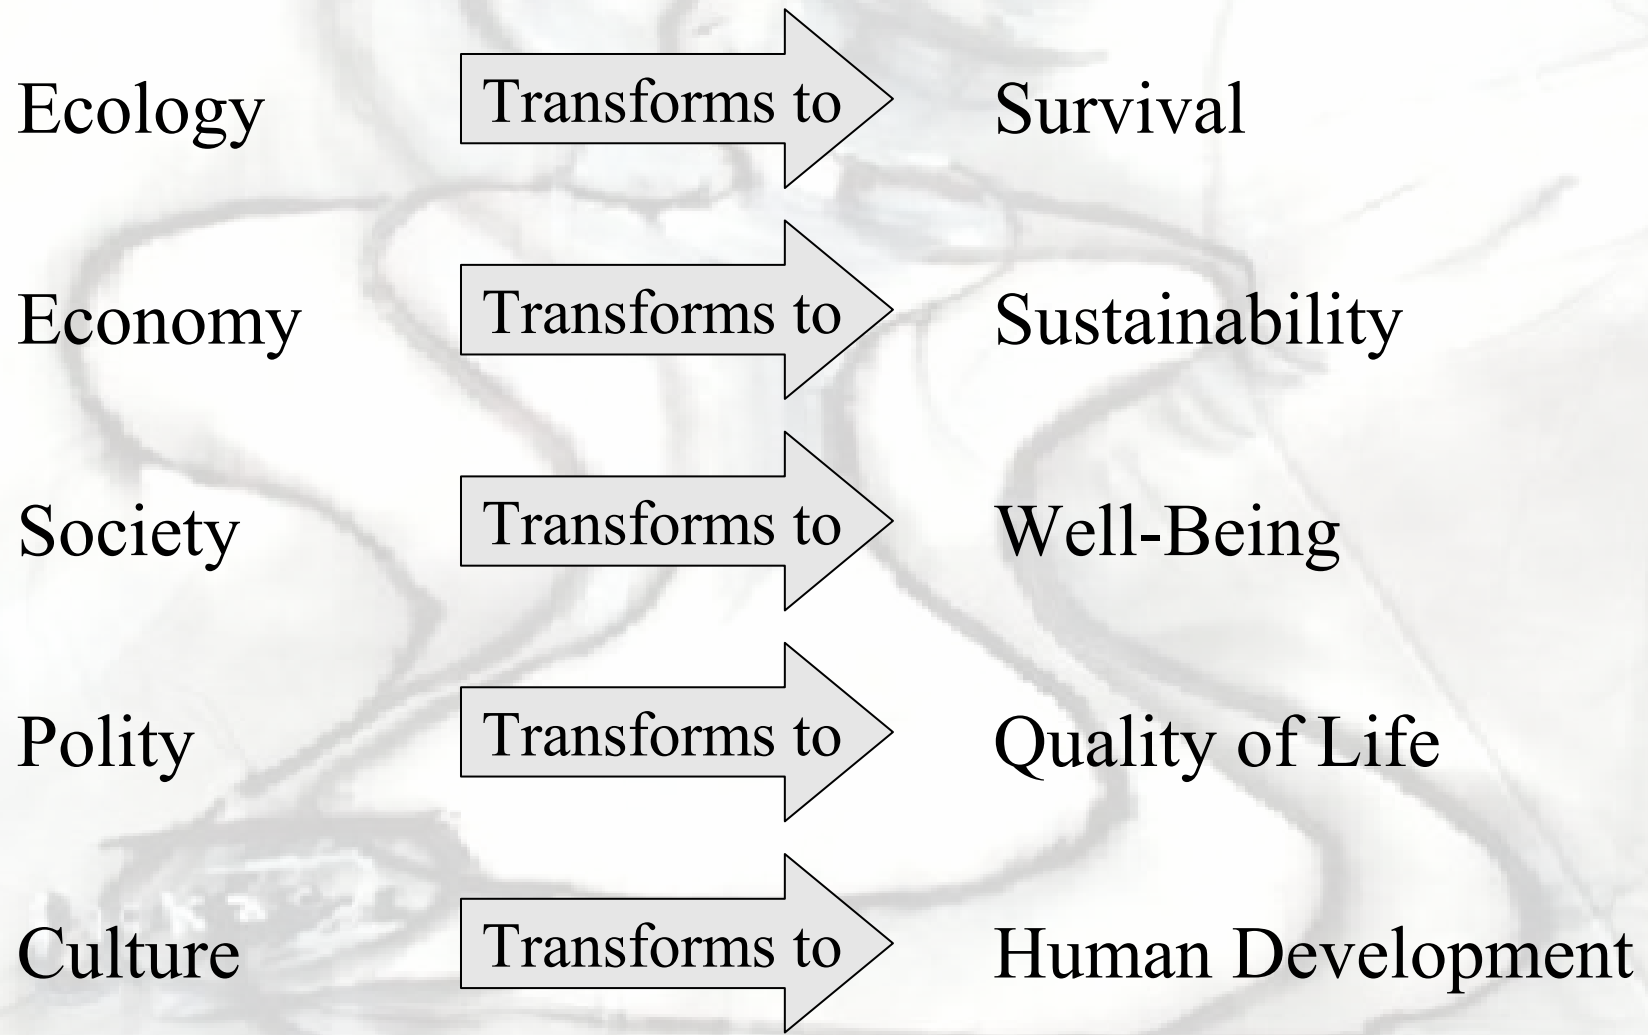 Ecology Transforms to Survival
Economy Transforms to Sustainability
Society Transforms to Well-Being
Polity Transforms to Quality of Life
Culture Transforms to Human Development